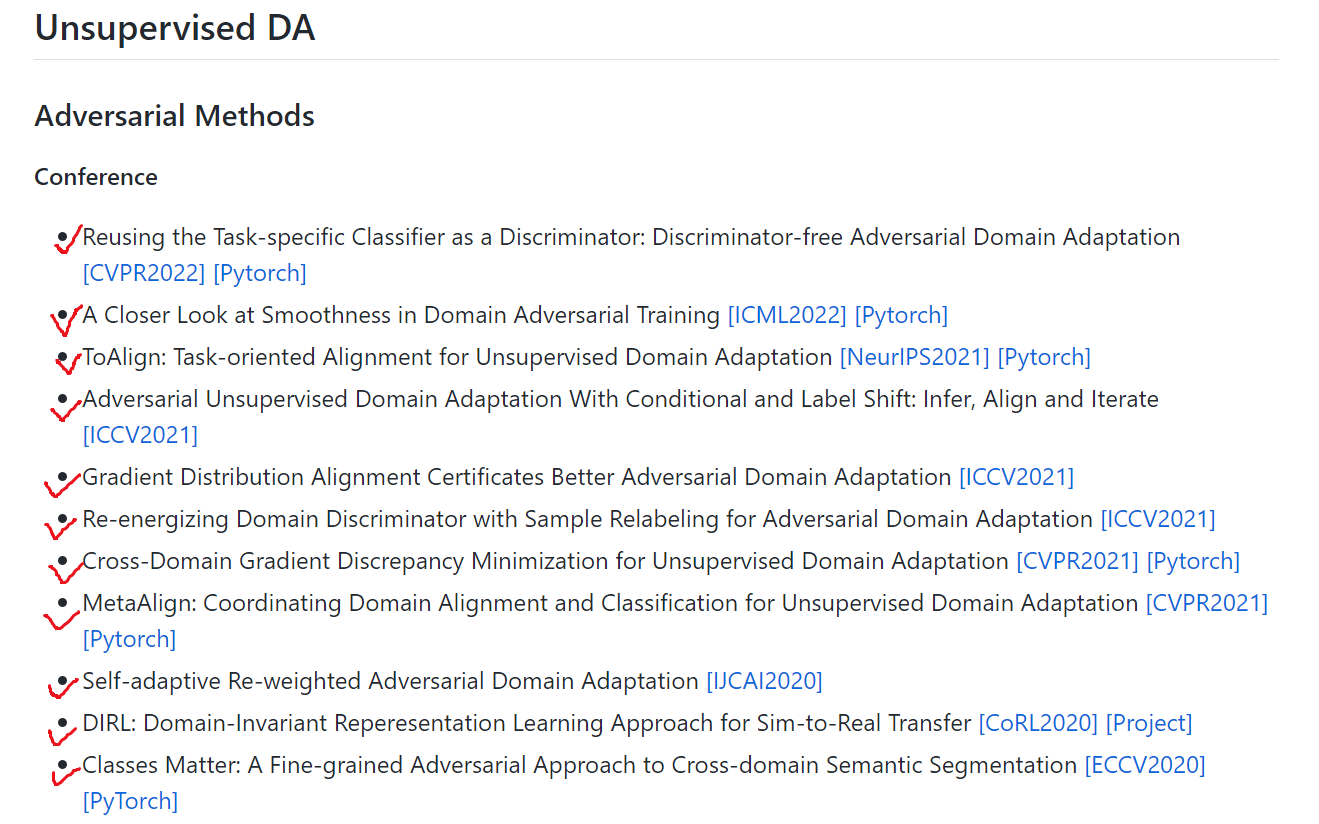 Unsupervised DA
Adversarial Methods
Conference
Reusing the Task-specific Classifier as a Discriminator: Discriminator-free Adversarial Domain Adaptation
[CVPR2022] [Pytorch]
A Closer Look at Smoothness in Domain Adversarial Training [ICML2022] [Pytorch]
ToAlign: Task-oriented Alignment for Unsupervised Domain Adaptation [NeurIPS2021] [Pytorch]
Adversarial Unsupervised Domain Adaptation With Conditional and Label Shift: Infer, Align and Iterate
[ICCV2021]
Gradient Distribution Alignment Certificates Better Adversarial Domain Adaptation [ICCV2021]
Re-energizing Domain Discriminator with Sample Relabeling for Adversarial Domain Adaptation [ICCV2021]
Cross-Domain Gradient Discrepancy Minimization for Unsupervised Domain Adaptation [CVPR2021] [Pytorch]
MetaAlign: Coordinating Domain Alignment and Classification for Unsupervised Domain Adaptation [CVPR2021]
[Pytorch]
Self-adaptive Re-weighted Adversarial Domain Adaptation [IJCAI2020]
DIRL: Domain-Invariant Reperesentation Learning Approach for Sim-to-Real Transfer [CoRL2020] [Project]
Classes Matter: A Fine-grained Adversarial Approach to Cross-domain Semantic Segmentation [ECCV2020]
[PyTorch]